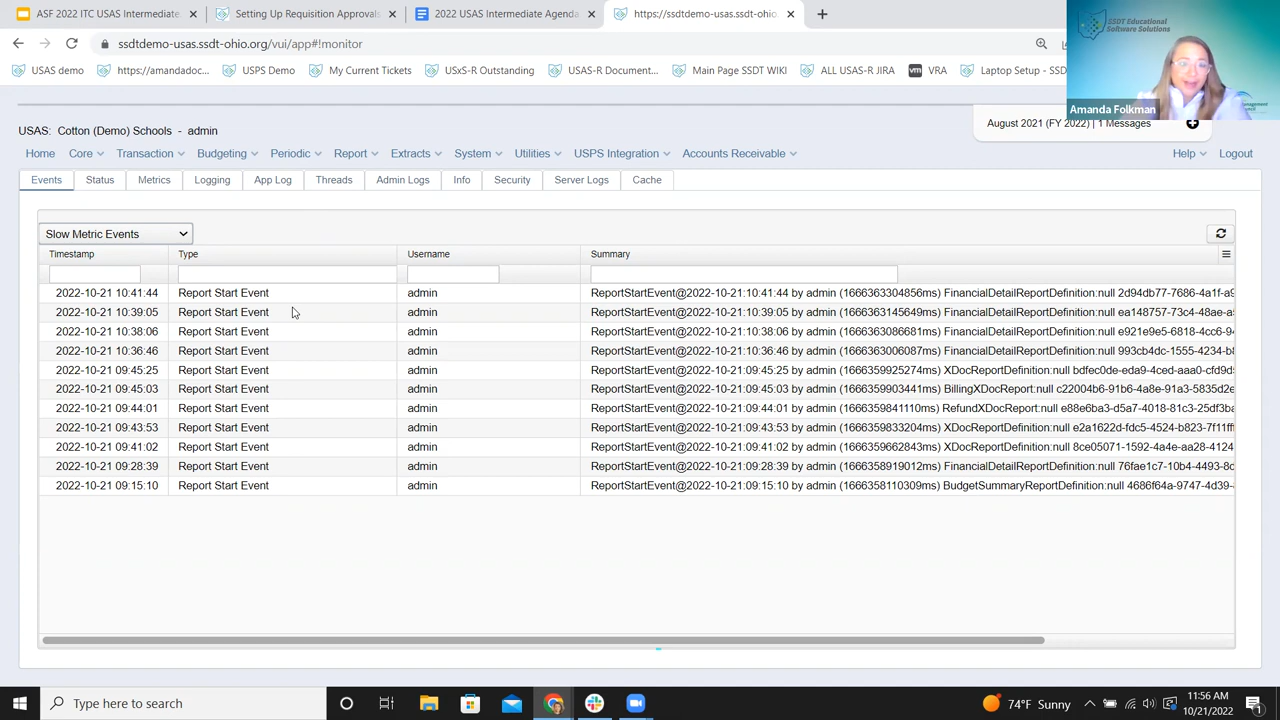 ASF 2022 ITC USAS Intermediate
Setting Up Requisition Approvals
2022 USAS Intermediate Agenda
https://ssdtdemo-usas.ssdt-ohio.
ssdtdemo-usas.ssdt-ohio.org/vui/app#!monitor
USAS demo
https://amandadoc...
USPS Demo
My Current Tickets
USxS-R Outstanding
USAS-R Document...
Main Page SSDT WIKI
ALL USAS-R JIRA
vm
VRA
Laptop Setup - SSD
SSDT Educational
Software Solutions
Amanda Folkman
USAS: Cotton (Demo) Schools - admin
August 2021 (FY 2022) | 1 Messages
Home Core Transaction Budgeting Periodic Report Extracts System Utilities USPS Integration Accounts Receivable Help Logout
Events Status Metrics Logging App Log Threads Admin Logs Info Security Server Logs Cache
Slow Metric Events
Timestamp Type Username Summary
2022-10-21 10:41:44 Report Start Event admin ReportStartEvent@2022-10-21:10:41:44 by admin (1666363304856ms) FinancialDetailReportDefinition:null 2d94db77-7686-4a1f-a9
2022-10-21 10:39:05 Report Start Event admin ReportStartEvent@2022-10-21:10:39:05 by admin (1666363145649ms) FinancialDetailReportDefinition:null ea148757-73c4-48ae-a5
2022-10-21 10:38:06 Report Start Event admin ReportStartEvent@2022-10-21:10:38:06 by admin (1666363086681ms) FinancialDetailReportDefinition:null e921e9e5-6818-4cc6-94
2022-10-21 10:36:46 Report Start Event admin ReportStartEvent@2022-10-21:10:36:46 by admin (1666363006087ms) FinancialDetailReportDefinition:null 993cb4dc-1555-4234-b8
2022-10-21 09:45:25 Report Start Event admin ReportStartEvent@2022-10-21:09:45:25 by admin (1666359925274ms) XDocReportDefinition:null bdfec0de-eda9-4ced-aaa0-cfd9d5
2022-10-21 09:45:03 Report Start Event admin ReportStartEvent@2022-10-21:09:45:03 by admin (1666359903441ms) BillingXDocReport:null c22004b6-91b6-4a8e-91a3-5835d2e
2022-10-21 09:44:01 Report Start Event admin ReportStartEvent@2022-10-21:09:44:01 by admin (1666359841110ms) RefundXDocReport:null e88e6ba3-d5a7-4018-81c3-25df3ba
2022-10-21 09:43:53 Report Start Event admin ReportStartEvent@2022-10-21:09:43:53 by admin (1666359833204ms) XDocReportDefinition:null e2a1622d-fdc5-4524-b823-7f11fff
2022-10-21 09:41:02 Report Start Event admin ReportStartEvent@2022-10-21:09:41:02 by admin (1666359662843ms) XDocReportDefinition:null 8ce05071-1592-4a4e-aa28-4124
2022-10-21 09:28:39 Report Start Event admin ReportStartEvent@2022-10-21:09:28:39 by admin (1666358919012ms) FinancialDetailReportDefinition:null 76fae1c7-10b4-4493-8c
2022-10-21 09:15:10 Report Start Event admin ReportStartEvent@2022-10-21:09:15:10 by admin (1666358110309ms) BudgetSummaryReportDefinition:null 4686f64a-9747-4d39-
Type here to search
74°F Sunny
11:56 AM
10/21/2022
1